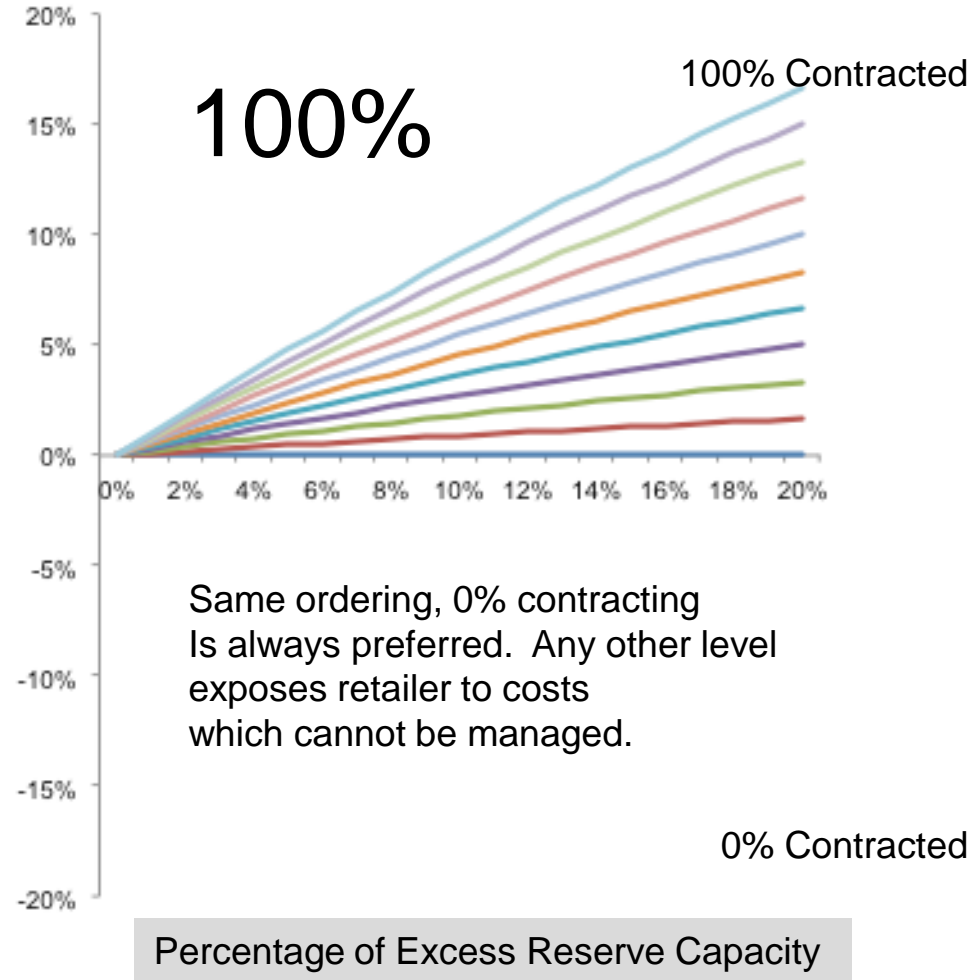 20%
100% Contracted
100%
15%
10%
5%
0%
0% 2% 4% 6% 8% 10% 12% 14% 16% 18% 20%
-5%
Same ordering, 0% contracting
Is always preferred. Any other level
-10%
exposes retailer to costs
which cannot be managed.
-15%
0% Contracted
-20%
Percentage of Excess Reserve Capacity